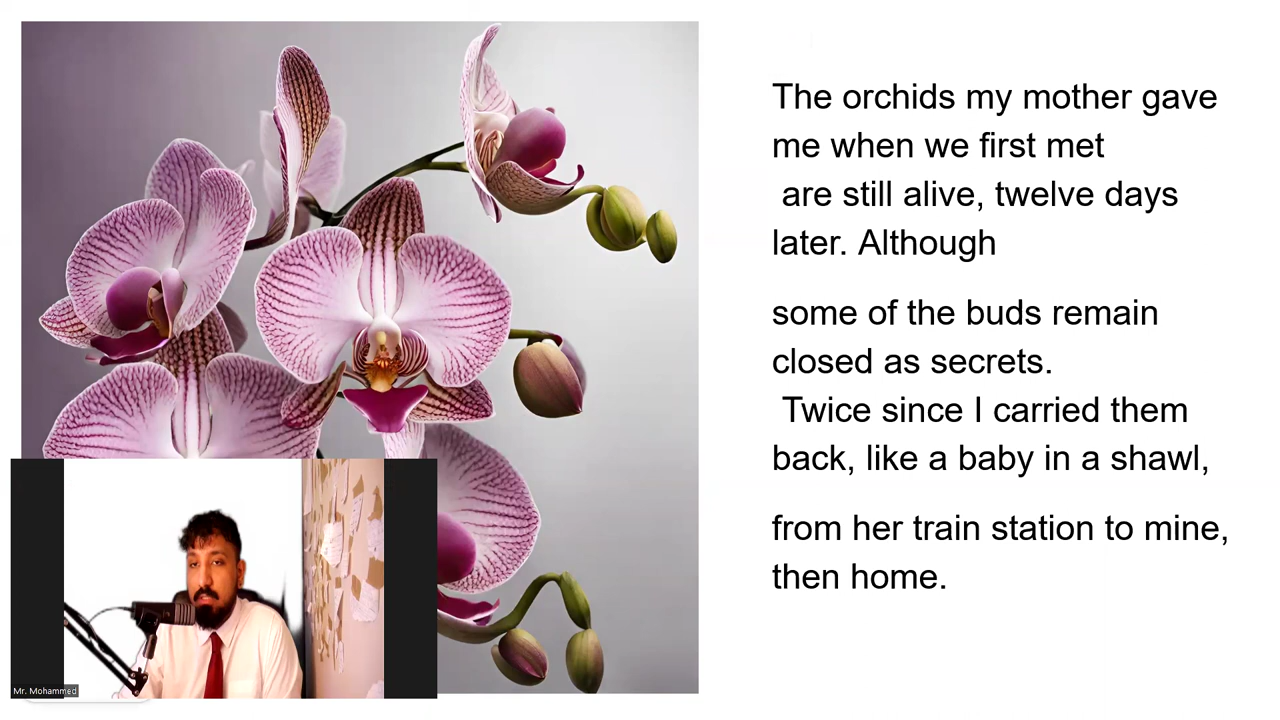 The orchids my mother gave
me when we first met
are still alive, twelve days
later. Although
some of the buds remain
closed as secrets.
Twice since I carried them
back, like a baby in a shawl,
from her train station to mine,
then home.
Mr. Mohammed